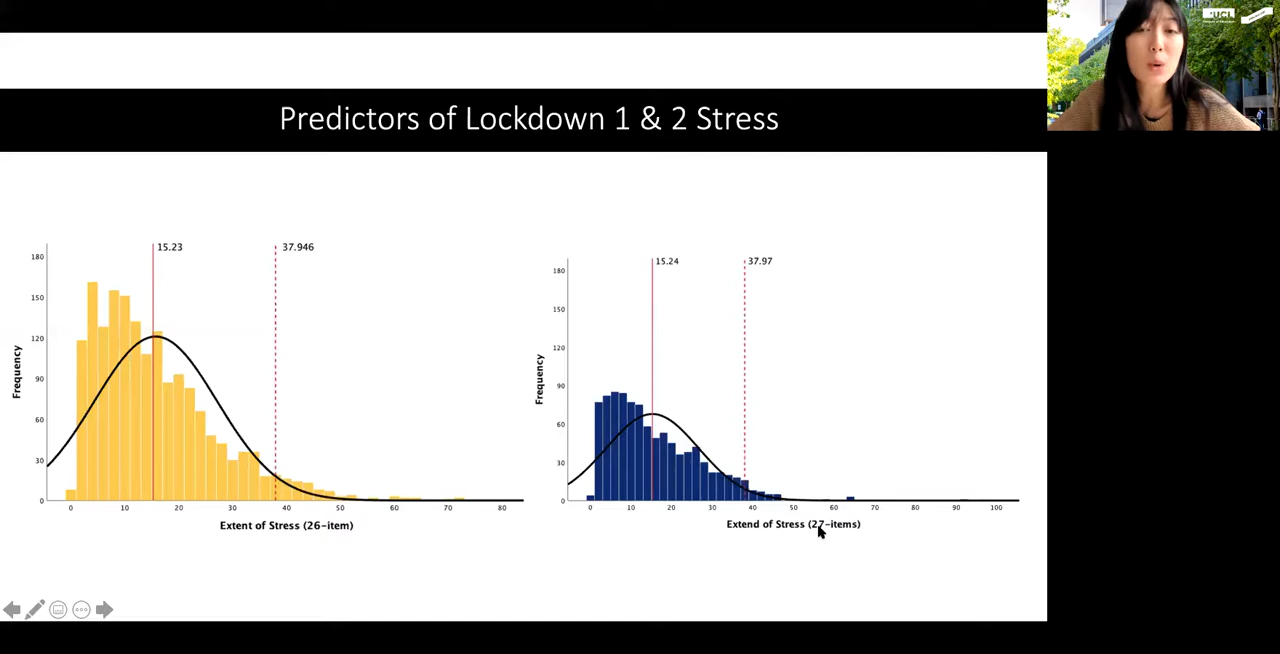 UCL
Predictors of Lockdown 1 & 2 Stress
15.23
37.946
180
150
120
90
60
30
0
Frequency
0 10 20 30 40 50 60 70 80
Extent of Stress (26-item)
15.24
37.97
180
150
120
90
60
30
0
Frequency
0 10 20 30 40 50 60 70 80 90 100
Extend of Stress (27-items)